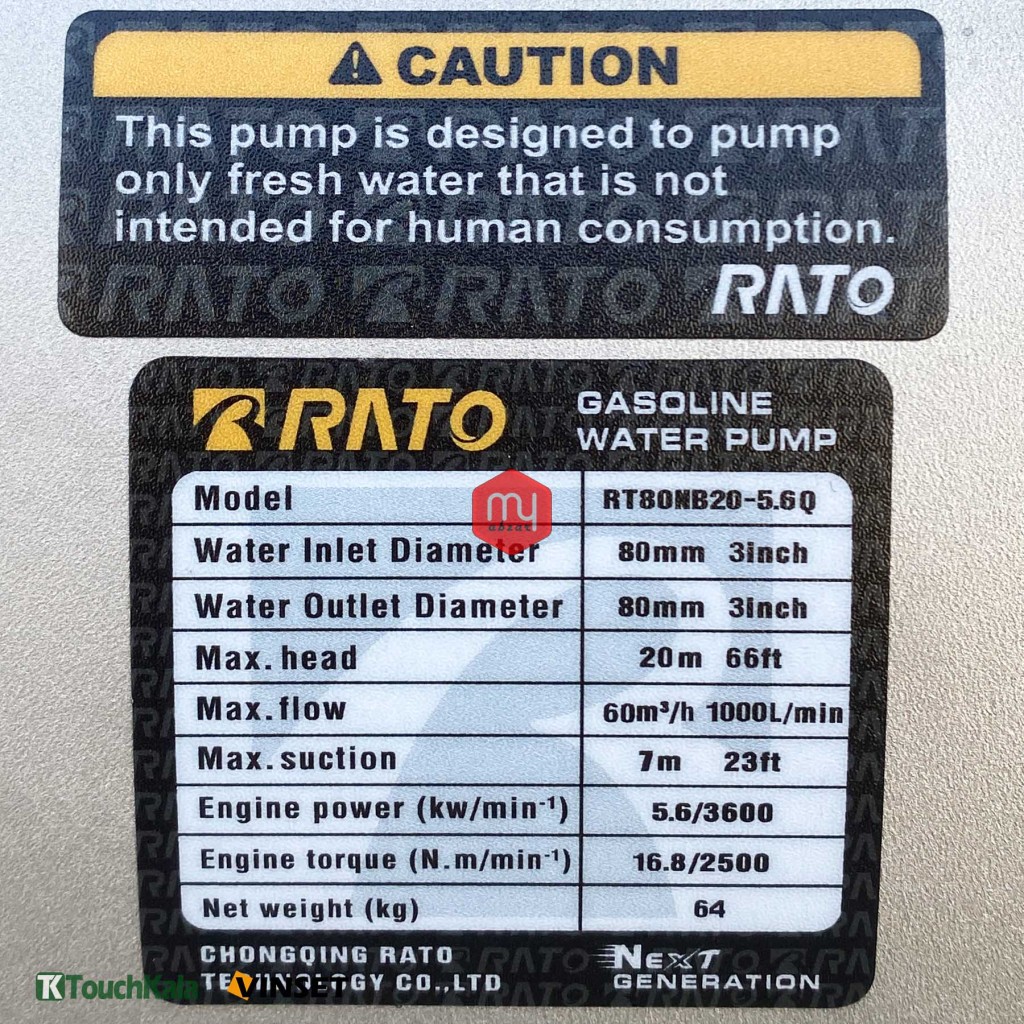 CAUTION
This pump is designed to pump
only fresh water that is not
intended for human consumption.
RATO
RATO GASOLINE
WATER PUMP
Model RT80NB20-5.6Q
my
abzar
Water Inlet Diameter 80mm 3inch
Water Outlet Diameter 80mm 3inch
Max. head 20m 66ft
Max. flow 60m³/h 1000L/min
Max. suction 7m 23ft
Engine power (kw/min⁻¹) 5.6/3600
Engine torque (N.m/min⁻¹) 16.8/2500
Net weight (kg) 64
CHONGQING RATO
TECHNOLOGY CO.,LTD
NEXT
GENERATION
TK TouchKala VINSET